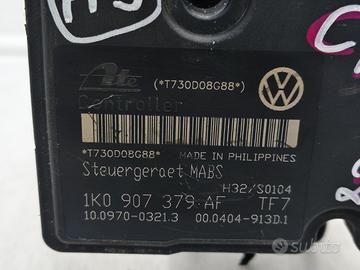 Ate
(*T730D08G88*)
Controller
*T730D08G88*
MADE IN PHILIPPINES
Steuergeraet MABS
H32/S0104
1K0 907 379 AF TF7
10.0970-0321.3 00.0404-913D.1
subito